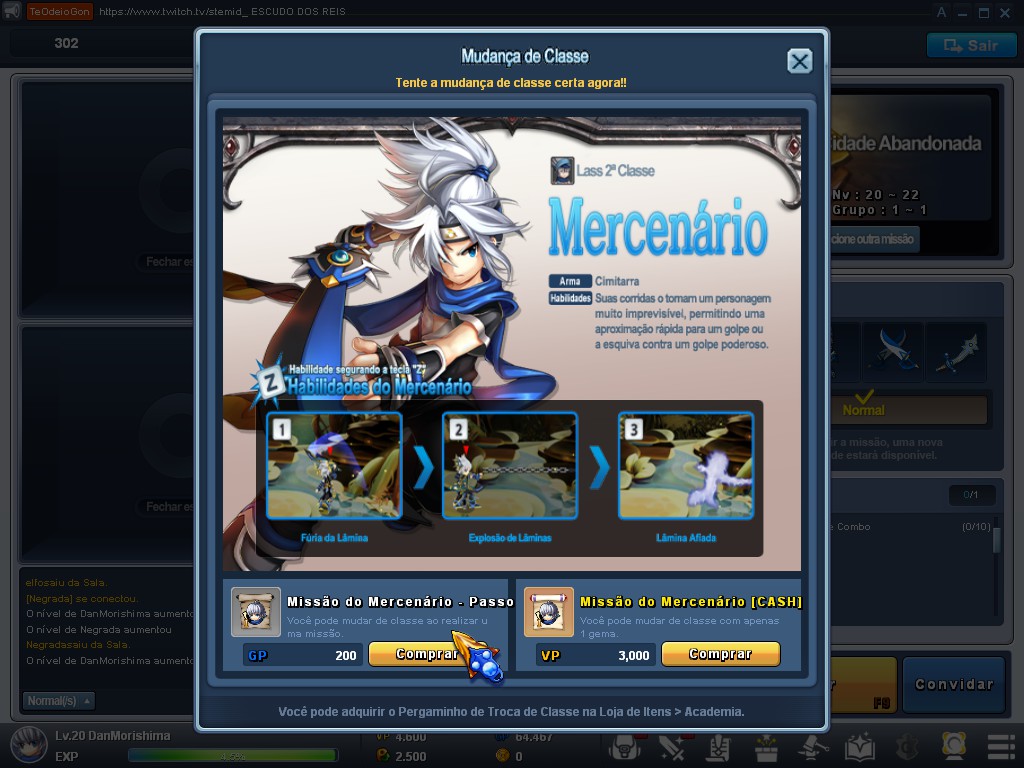 TeOdeioGon https://www.twitch.tv/stemid_ ESCUDO DOS REIS
A
302
Sair
Mudança de Classe
Tente a mudança de classe certa agora!!
Lass 2ª Classe
Mercenário
Arma Cimitarra
Habilidades Suas corridas o tornam um personagem
muito imprevisível, permitindo uma
aproximação rápida para um golpe ou
a esquiva contra um golpe poderoso.
Habilidade segurando a tecla "Z"
Z Habilidades do Mercenário
1 2 3
Fúria da Lâmina Explosão de Lâminas Lâmina Afiada
Missão do Mercenário - Passo
Você pode mudar de classe ao realizar u
ma missão.
GP 200 Comprar
Missão do Mercenário [CASH]
Você pode mudar de classe com apenas
1 gema.
VP 3,000 Comprar
Você pode adquirir o Pergaminho de Troca de Classe na Loja de Itens > Academia.
idade Abandonada
Nv : 20 ~ 22
Grupo : 1 ~ 1
cione outra missão
Normal
ar a missão, uma nova
de estará disponível.
0/1
e Combo (0/10)
Fechar es
Fechar es
elfosaiu da Sala.
[Negrada] se conectou.
O nível de DanMorishima aumento
O nível de Negrada aumentou
Negradasaiu da Sala.
O nível de DanMorishima aumento
Normal(/s)
r F8
Convidar
Lv.20 DanMorishima
EXP 4.5%
VP 4,600 64,467
P 2,500 0